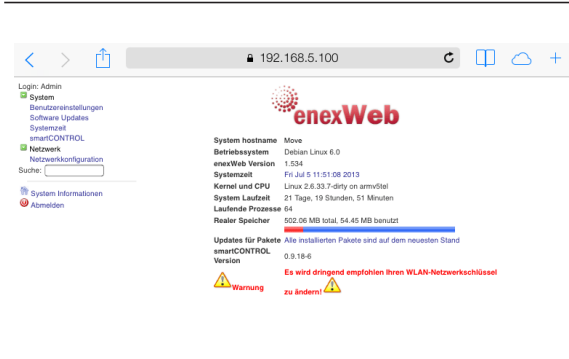 192.168.5.100
Login: Admin
System
Benutzereinstellungen
Software Updates
Systemzeit
smartCONTROL
Netzwerk
Netzwerkkonfiguration
Suche:
System Informationen
Abmelden
enexWeb
System hostname Move
Betriebssystem Debian Linux 6.0
enexWeb Version 1.534
Systemzeit Fri Jul 5 11:51:08 2013
Kernel und CPU Linux 2.6.33.7-dirty on armv5tel
System Laufzeit 21 Tage, 19 Stunden, 51 Minuten
Laufende Prozesse 64
Realer Speicher 502.06 MB total, 54.45 MB benutzt
Updates für Pakete Alle installierten Pakete sind auf dem neuesten Stand
smartCONTROL
Version 0.9.18-6
Warnung
Es wird dringend empfohlen Ihren WLAN-Netzwerkschlüssel
zu ändern!